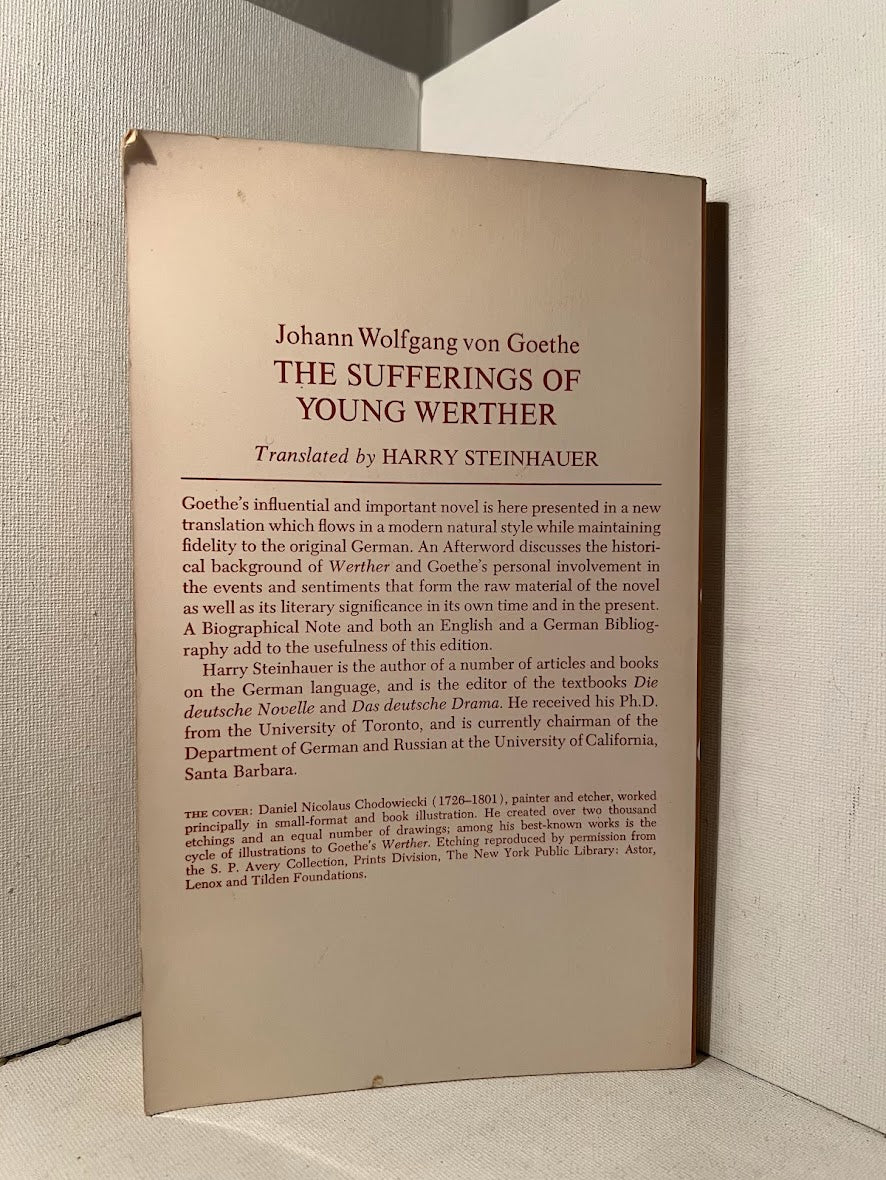 Johann Wolfgang von Goethe
THE SUFFERINGS OF
YOUNG WERTHER
Translated by HARRY STEINHAUER
Goethe's influential and important novel is here presented in a new
translation which flows in a modern natural style while maintaining
fidelity to the original German. An Afterword discusses the histori-
cal background of Werther and Goethe's personal involvement in
the events and sentiments that form the raw material of the novel
as well as its literary significance in its own time and in the present.
A Biographical Note and both an English and a German Bibliog-
raphy add to the usefulness of this edition.
Harry Steinhauer is the author of a number of articles and books
on the German language, and is the editor of the textbooks Die
deutsche Novelle and Das deutsche Drama. He received his Ph.D.
from the University of Toronto, and is currently chairman of the
Department of German and Russian at the University of California,
Santa Barbara.
THE COVER: Daniel Nicolaus Chodowiecki (1726–1801), painter and etcher, worked
principally in small-format and book illustration. He created over two thousand
etchings and an equal number of drawings; among his best-known works is the
cycle of illustrations to Goethe's Werther. Etching reproduced by permission from
the S. P. Avery Collection, Prints Division, The New York Public Library: Astor,
Lenox and Tilden Foundations.